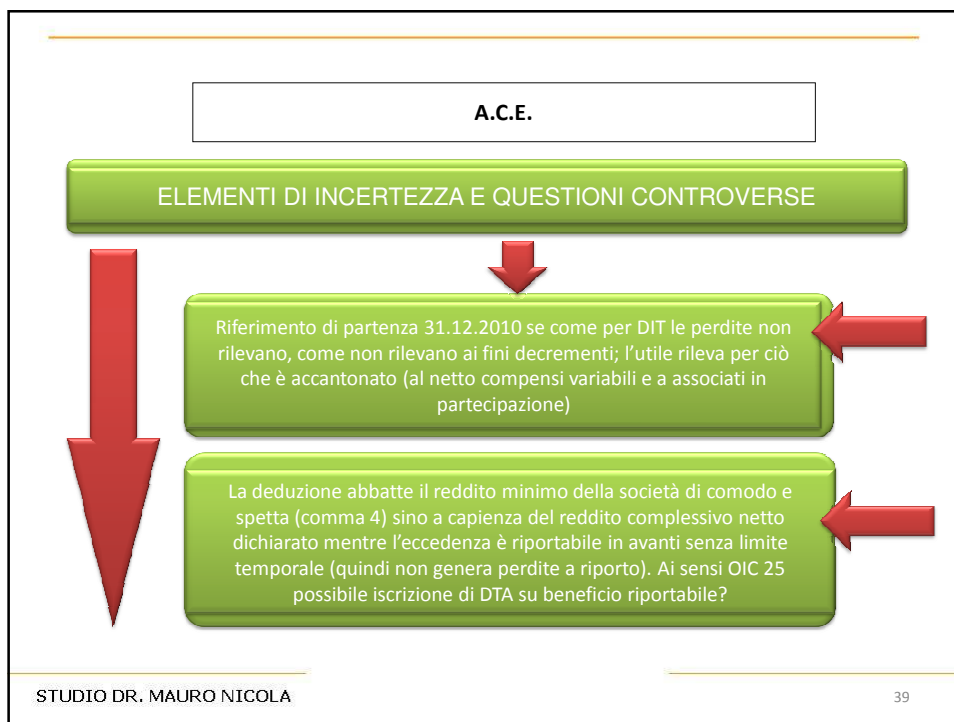 A.C.E.
ELEMENTI DI INCERTEZZA E QUESTIONI CONTROVERSE
Riferimento di partenza 31.12.2010 se come per DIT le perdite non
rilevano, come non rilevano ai fini decrementi; l'utile rileva per ciò
che è accantonato (al netto compensi variabili e a associati in
partecipazione)
La deduzione abbatte il reddito minimo della società di comodo e
spetta (comma 4) sino a capienza del reddito complessivo netto
dichiarato mentre l'eccedenza è riportabile in avanti senza limite
temporale (quindi non genera perdite a riporto). Ai sensi OIC 25
possibile iscrizione di DTA su beneficio riportabile?
STUDIO DR. MAURO NICOLA
39